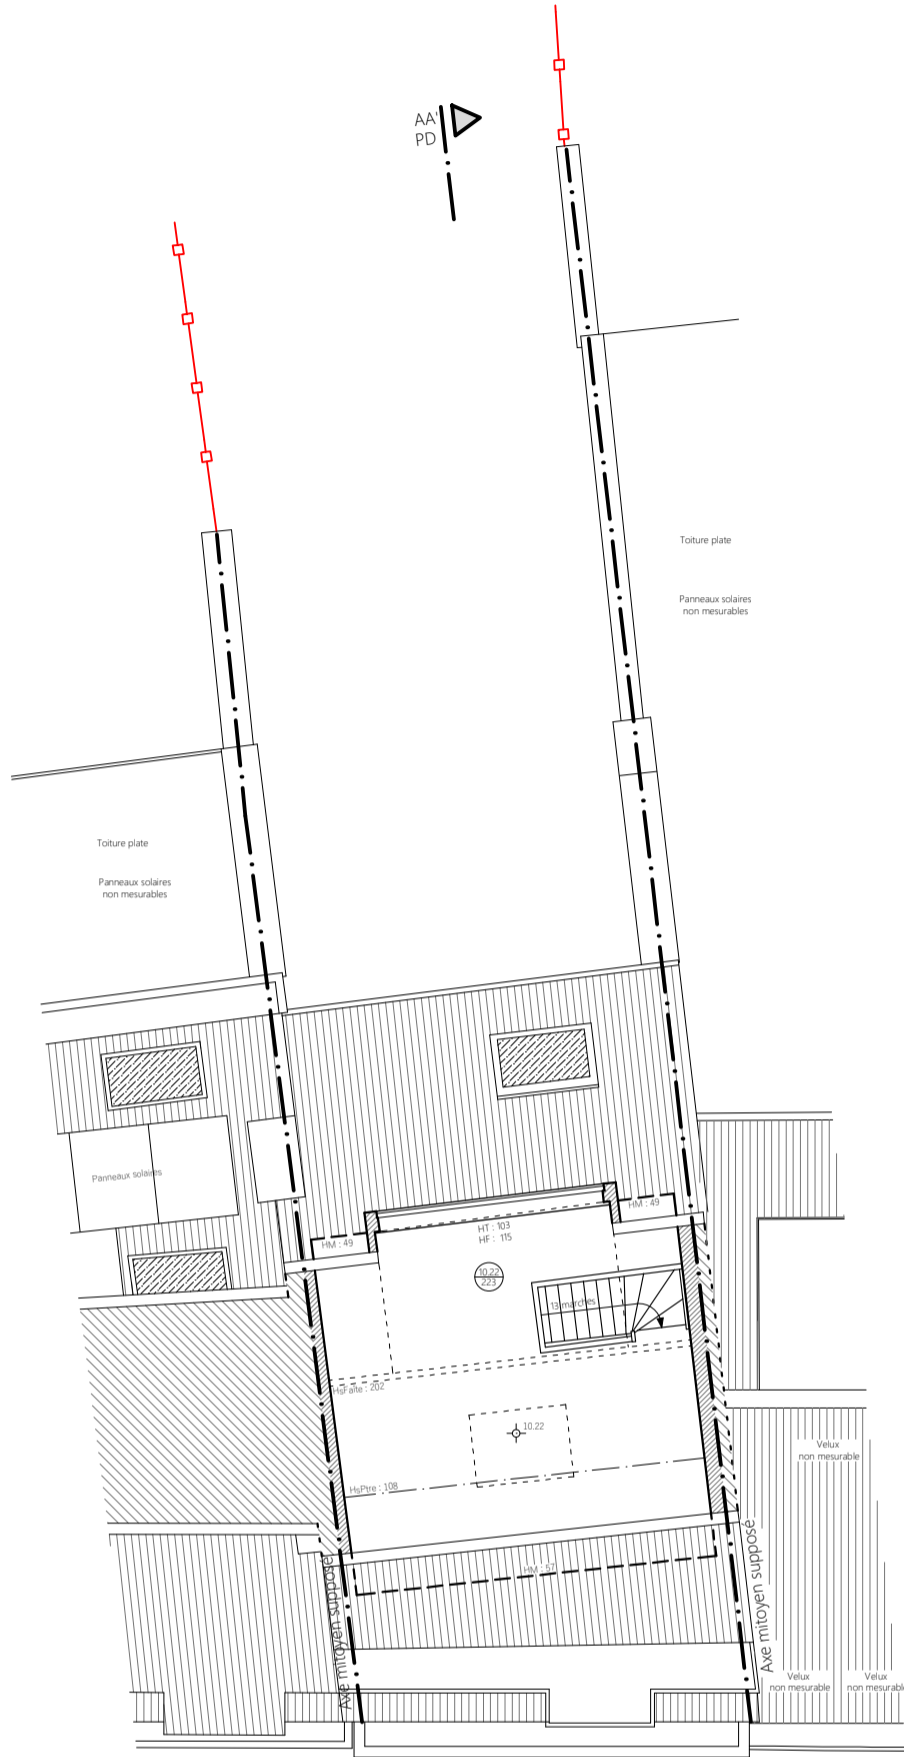 AA'
PD
Toiture plate
Panneaux solaires
non mesurables
Toiture plate
Panneaux solaires
non mesurables
Panneaux solaires
HM : 49
HM : 49
HT : 103
HF : 115
10.22
223
13 marches
HsFaîte : 202
10.22
HsPtre : 108
HM : 57
Velux
non mesurable
Axe mitoyen supposé
Axe mitoyen supposé
Velux
non mesurable
Velux
non mesurable